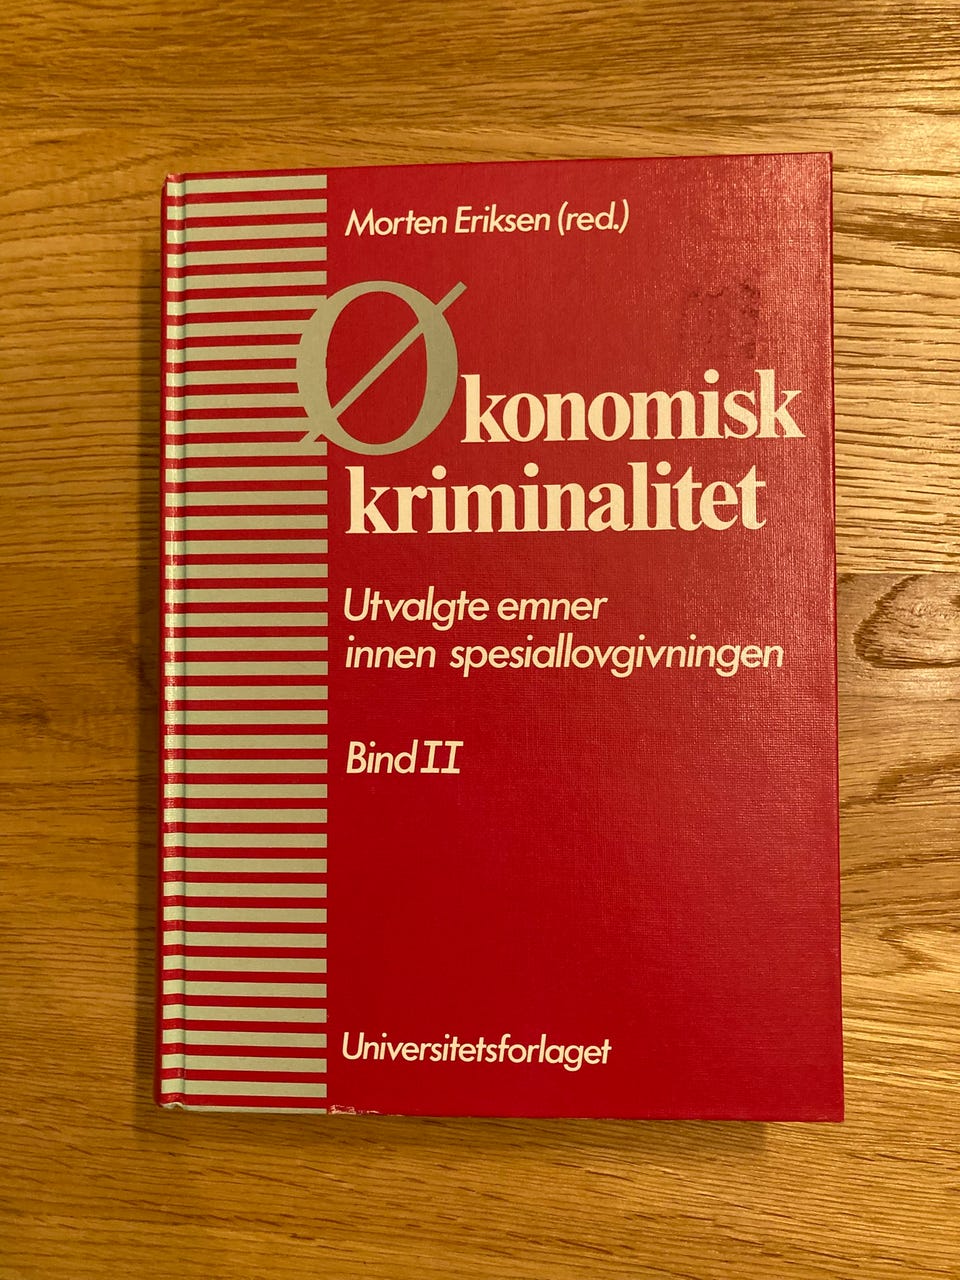 Morten Eriksen (red.)
Økonomisk
kriminalitet
Utvalgte emner
innen spesiallovgivningen
Bind II
Universitetsforlaget